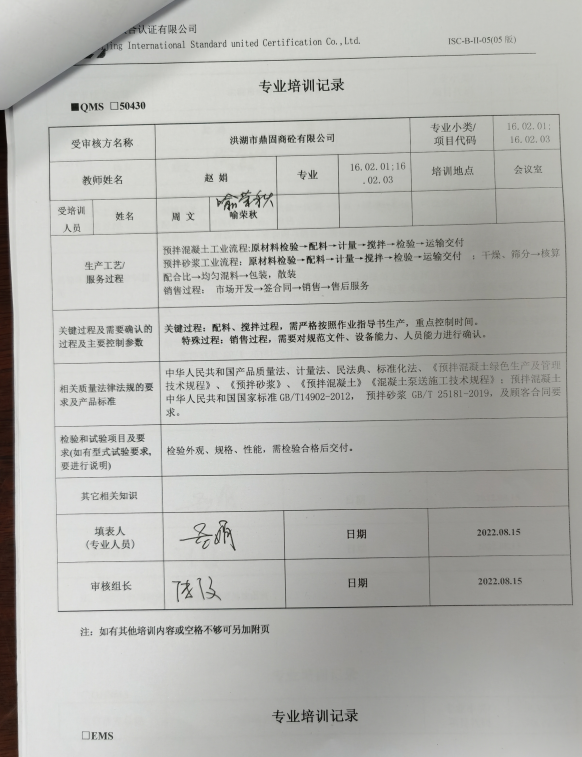 合认证有限公司
jing International Standard united Certification Co.,Ltd.
ISC-B-II-05(05版)
专业培训记录
■QMS □50430
受审核方名称 洪湖市鼎固商砼有限公司 专业小类/项目代码 16.02.01; 16.02.03
教师姓名 赵娟 专业 16.02.01;16.02.03 培训地点 会议室
喻荣秋
受培训人员 姓名 周文 喻荣秋
生产工艺/服务过程
预拌混凝土工业流程:原材料检验→配料→计量→搅拌→检验→运输交付
预拌砂浆工业流程:原材料检验→配料→计量→搅拌→检验→运输交付 ;干燥、筛分→核算
配合比→均匀混料→包装,散装
销售过程: 市场开发→签合同→销售→售后服务
关键过程及需要确认的过程及主要控制参数
关键过程:配料、搅拌过程,需严格按照作业指导书生产,重点控制时间。
特殊过程:销售过程,需要对规范文件、设备能力、人员能力进行确认。
相关质量法律法规的要求及产品标准
中华人民共和国产品质量法、计量法、民法典、标准化法、《预拌混凝土绿色生产及管理
技术规程》、《预拌砂浆》、《预拌混凝土》《混凝土泵送施工技术规程》;预拌混凝土
中华人民共和国国家标准GB/T14902-2012, 预拌砂浆 GB/T 25181-2019,及顾客合同要
求。
检验和试验项目及要求(如有型式试验要求,要进行说明)
检验外观、规格、性能,需检验合格后交付。
其它相关知识
填表人(专业人员) 日期 2022.08.15
审核组长 日期 2022.08.15
注:如有其他培训内容或空格不够可另加附页
专业培训记录
□EMS